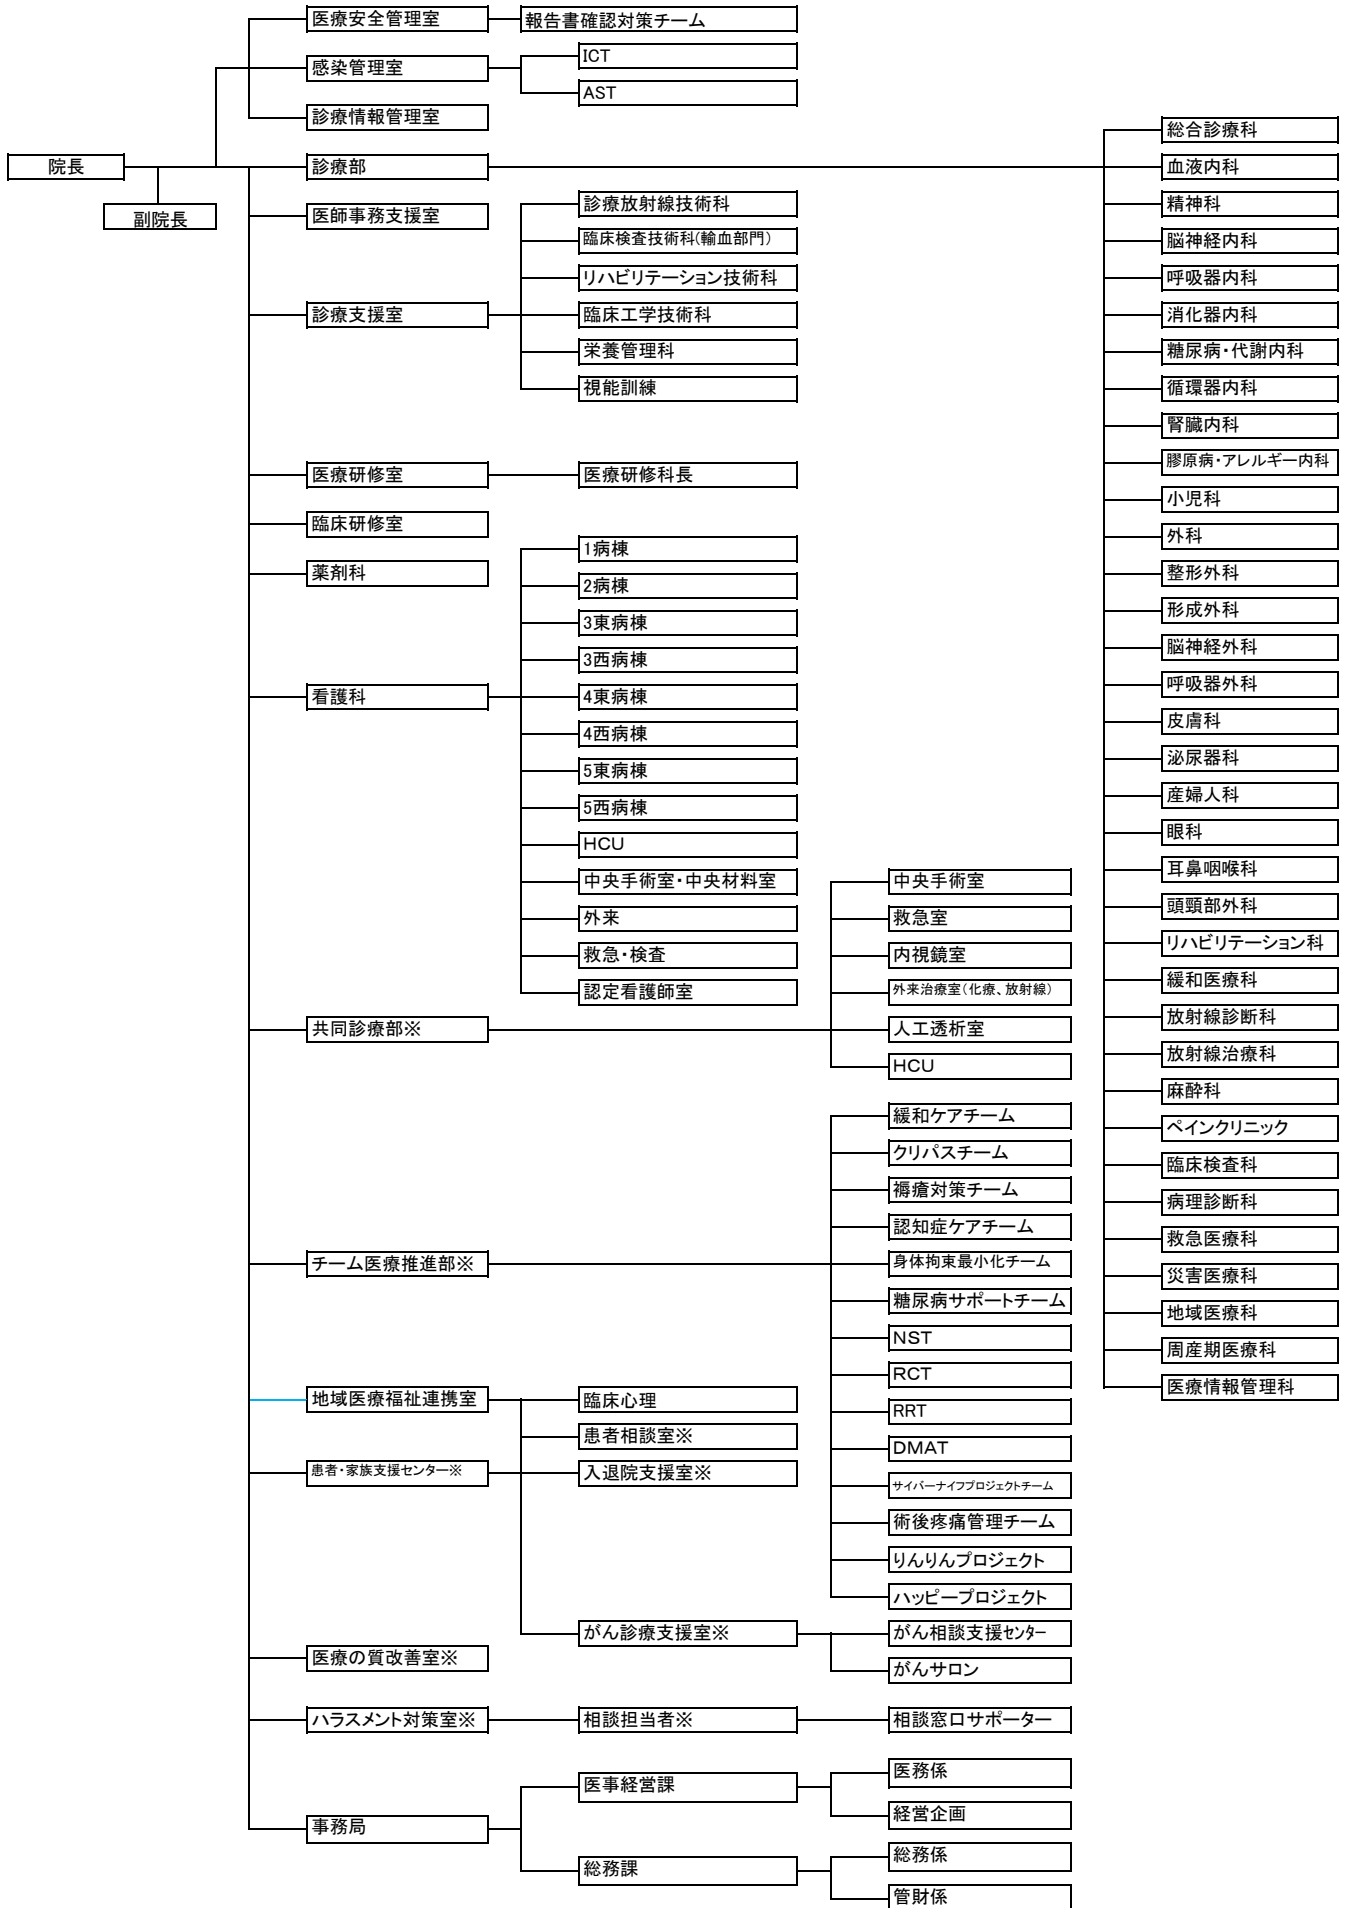 医療安全管理室
報告書確認対策チーム
感染管理室
ICT
AST
診療情報管理室
院長
副院長
診療部
医師事務支援室
診療支援室
診療放射線技術科
臨床検査技術科(輸血部門)
リハビリテーション技術科
臨床工学技術科
栄養管理科
視能訓練
医療研修室
医療研修科長
臨床研修室
薬剤科
看護科
1病棟
2病棟
3東病棟
3西病棟
4東病棟
4西病棟
5東病棟
5西病棟
HCU
中央手術室・中央材料室
外来
救急・検査
認定看護師室
共同診療部※
中央手術室
救急室
内視鏡室
外来治療室(化療、放射線)
人工透析室
HCU
チーム医療推進部※
緩和ケアチーム
クリパスチーム
褥瘡対策チーム
認知症ケアチーム
身体拘束最小化チーム
糖尿病サポートチーム
NST
RCT
RRT
DMAT
サイバーナイフプロジェクトチーム
術後疼痛管理チーム
りんりんプロジェクト
ハッピープロジェクト
地域医療福祉連携室
臨床心理
患者相談室※
患者・家族支援センター※
入退院支援室※
がん診療支援室※
がん相談支援センター
がんサロン
医療の質改善室※
ハラスメント対策室※
相談担当者※
相談窓口サポーター
事務局
医事経営課
医務係
経営企画
総務課
総務係
管財係
総合診療科
血液内科
精神科
脳神経内科
呼吸器内科
消化器内科
糖尿病・代謝内科
循環器内科
腎臓内科
膠原病・アレルギー内科
小児科
外科
整形外科
形成外科
脳神経外科
呼吸器外科
皮膚科
泌尿器科
産婦人科
眼科
耳鼻咽喉科
頭頸部外科
リハビリテーション科
緩和医療科
放射線診断科
放射線治療科
麻酔科
ペインクリニック
臨床検査科
病理診断科
救急医療科
災害医療科
地域医療科
周産期医療科
医療情報管理科